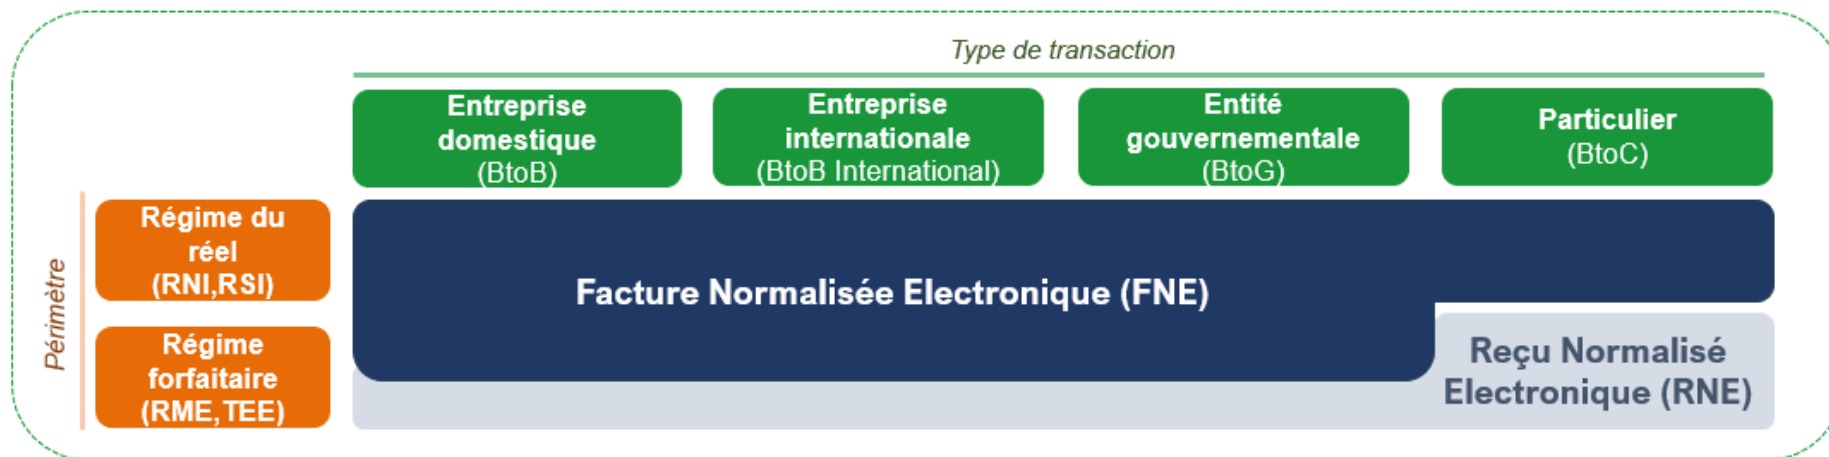 Type de transaction
Entreprise
domestique
(BtoB)
Entreprise
internationale
(BtoB International)
Entité
gouvernementale
(BtoG)
Particulier
(BtoC)
Périmètre
Régime du
réel
(RNI,RSI)
Facture Normalisée Electronique (FNE)
Régime
forfaitaire
(RME,TEE)
Reçu Normalisé
Electronique (RNE)